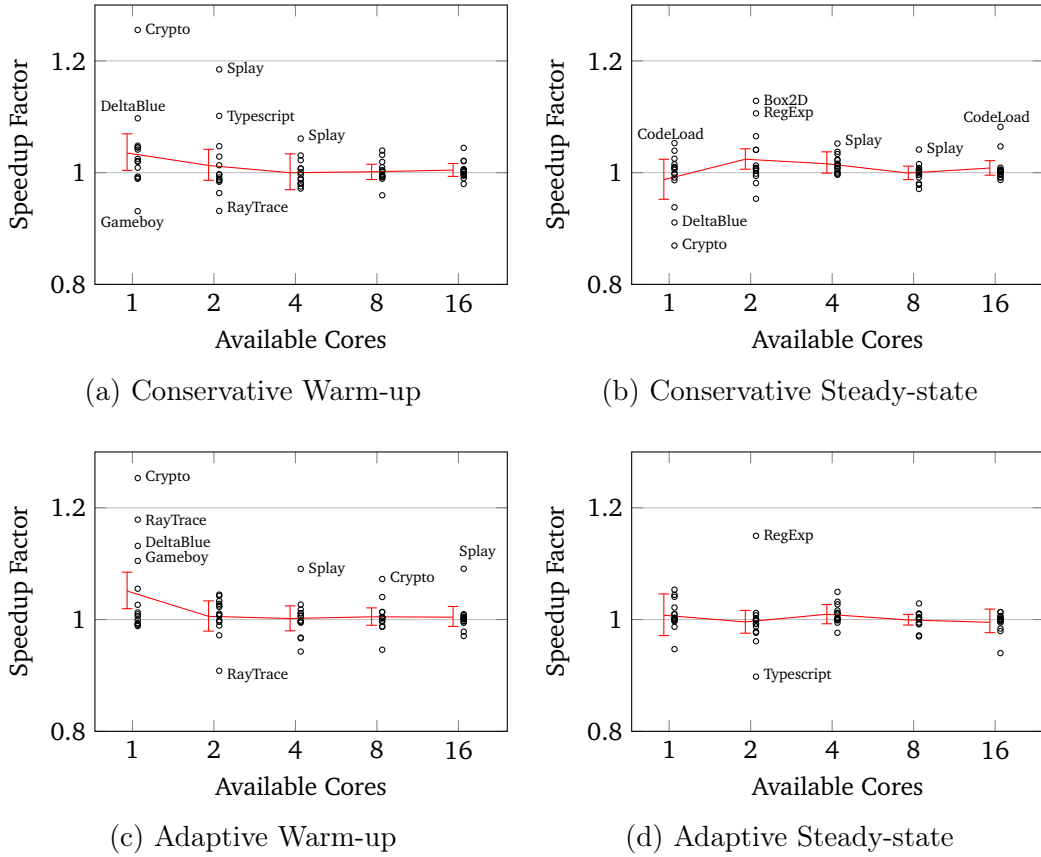 Crypto
1.2
Splay
DeltaBlue
Typescript
Splay
1
Gameboy
RayTrace
0.8
1 2 4 8 16
Speedup Factor
Available Cores
(a) Conservative Warm-up
1.2
Box2D
RegExp
CodeLoad
CodeLoad
Splay
Splay
1
DeltaBlue
Crypto
0.8
1 2 4 8 16
Speedup Factor
Available Cores
(b) Conservative Steady-state
Crypto
1.2
RayTrace
DeltaBlue
Gameboy
Splay
Splay
Crypto
1
RayTrace
0.8
1 2 4 8 16
Speedup Factor
Available Cores
(c) Adaptive Warm-up
1.2
RegExp
1
Typescript
0.8
1 2 4 8 16
Speedup Factor
Available Cores
(d) Adaptive Steady-state